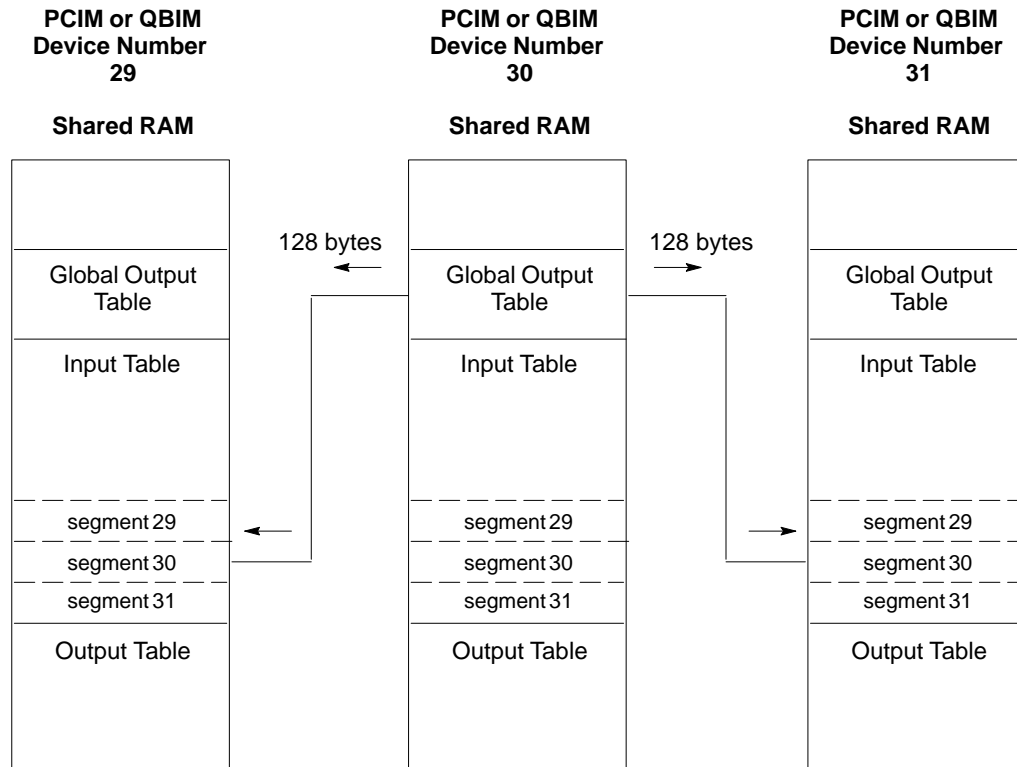 PCIM or QBIM
Device Number
29
Shared RAM
PCIM or QBIM
Device Number
30
Shared RAM
PCIM or QBIM
Device Number
31
Shared RAM
128 bytes
128 bytes
Global Output
Table
Global Output
Table
Global Output
Table
Input Table
Input Table
Input Table
segment 29
segment 29
segment 29
segment 30
segment 30
segment 30
segment 31
segment 31
segment 31
Output Table
Output Table
Output Table